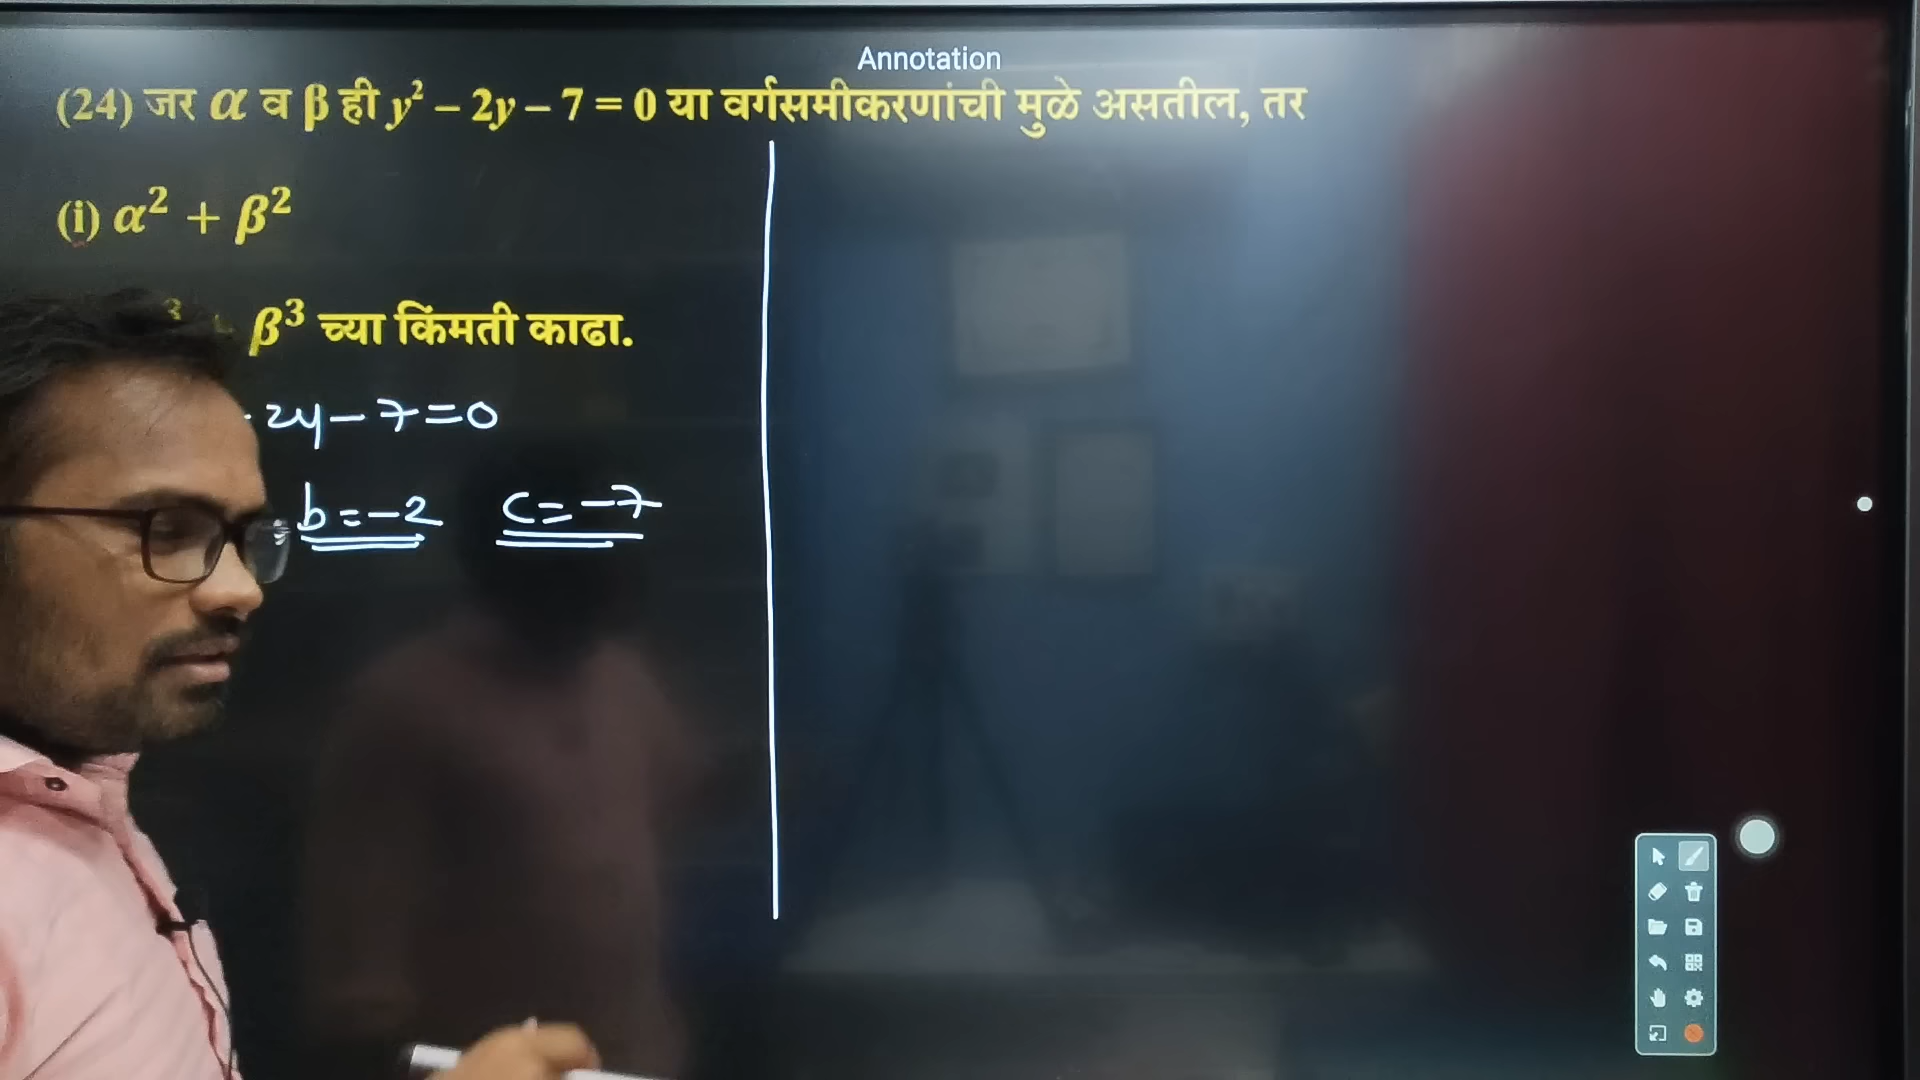 Annotation
(24) जर α व β ही y² – 2y – 7 = 0 या वर्गसमीकरणांची मुळे असतील, तर
(i) α² + β²
β³ च्या किंमती काढा.
2y – 7 = 0
b = –2 c = –7